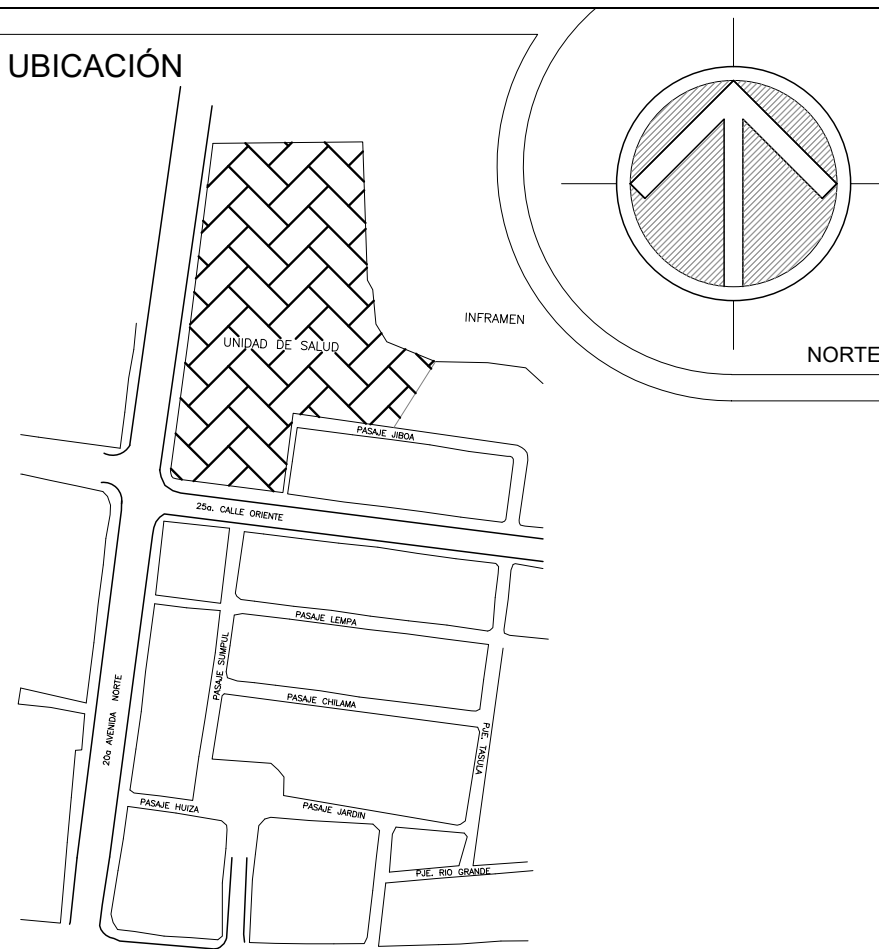 UBICACIÓN
INFRAMEN
UNIDAD DE SALUD
NORTE
PASAJE JIBOA
25a. CALLE ORIENTE
PASAJE LEMPA
PASAJE SUMPUL
PASAJE CHILAMA
20a AVENIDA NORTE
PJE. TASULA
PASAJE HUIZA
PASAJE JARDIN
PJE. RIO GRANDE